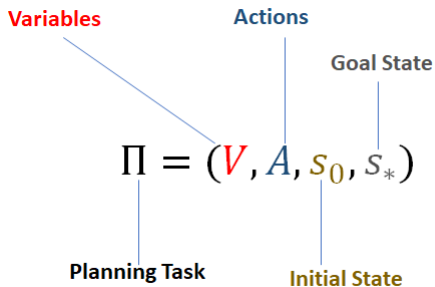 Variables
Actions
Goal State
Π = (V, A, s₀, s∗)
Planning Task
Initial State